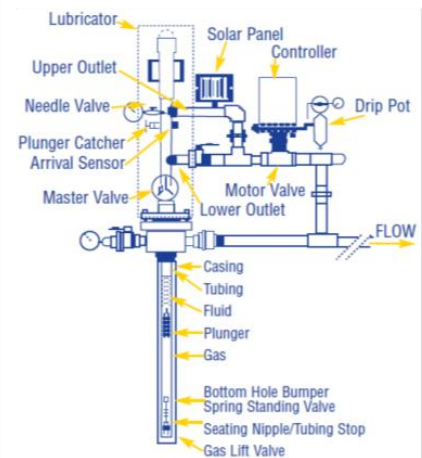 Lubricator
Solar Panel
Controller
Upper Outlet
Needle Valve
Drip Pot
Plunger Catcher
Arrival Sensor
Master Valve
Motor Valve
Lower Outlet
FLOW
Casing
Tubing
Fluid
Plunger
Gas
Bottom Hole Bumper
Spring Standing Valve
Seating Nipple/Tubing Stop
Gas Lift Valve